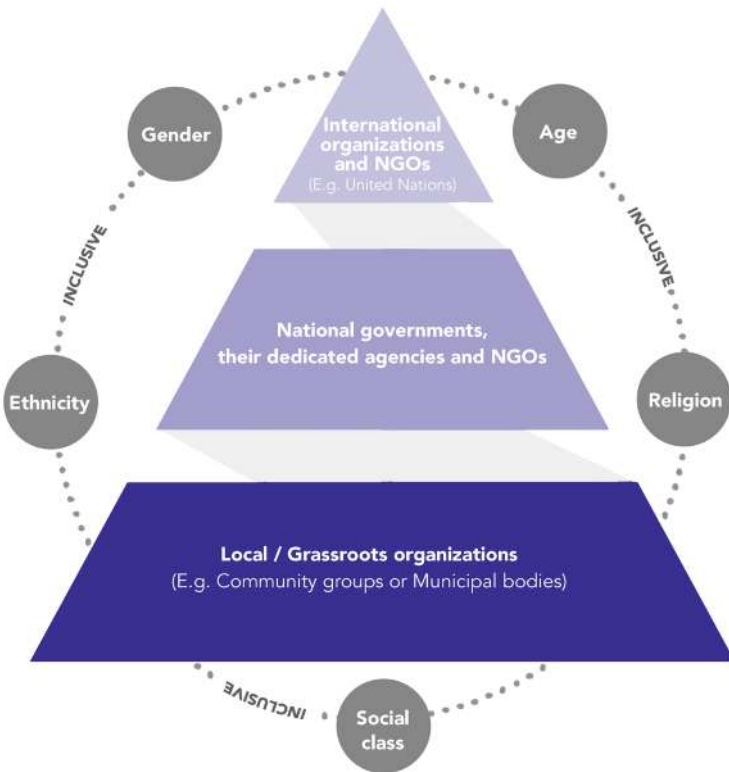 International
organizations
and NGOs
(E.g. United Nations)
Gender
Age
INCLUSIVE
INCLUSIVE
National governments,
their dedicated agencies and NGOs
Ethnicity
Religion
Local / Grassroots organizations
(E.g. Community groups or Municipal bodies)
INCLUSIVE
Social
class